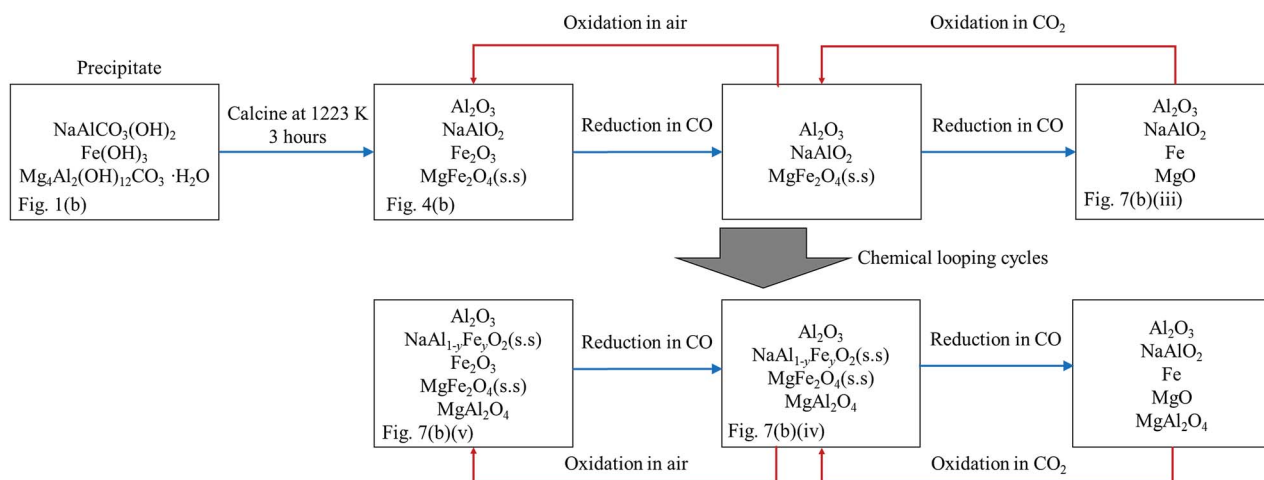 Oxidation in air
Oxidation in CO₂
Precipitate
NaAlCO₃(OH)₂
Fe(OH)₃
Mg₄Al₂(OH)₁₂CO₃ ·H₂O
Fig. 1(b)
Calcine at 1223 K
3 hours
Al₂O₃
NaAlO₂
Fe₂O₃
MgFe₂O₄(s.s)
Fig. 4(b)
Reduction in CO
Al₂O₃
NaAlO₂
MgFe₂O₄(s.s)
Reduction in CO
Al₂O₃
NaAlO₂
Fe
MgO
Fig. 7(b)(iii)
Chemical looping cycles
Al₂O₃
NaAl₁₋yFeyO₂(s.s)
Fe₂O₃
MgFe₂O₄(s.s)
MgAl₂O₄
Fig. 7(b)(v)
Reduction in CO
Al₂O₃
NaAl₁₋yFeyO₂(s.s)
MgFe₂O₄(s.s)
MgAl₂O₄
Fig. 7(b)(iv)
Reduction in CO
Al₂O₃
NaAlO₂
Fe
MgO
MgAl₂O₄
Oxidation in air
Oxidation in CO₂